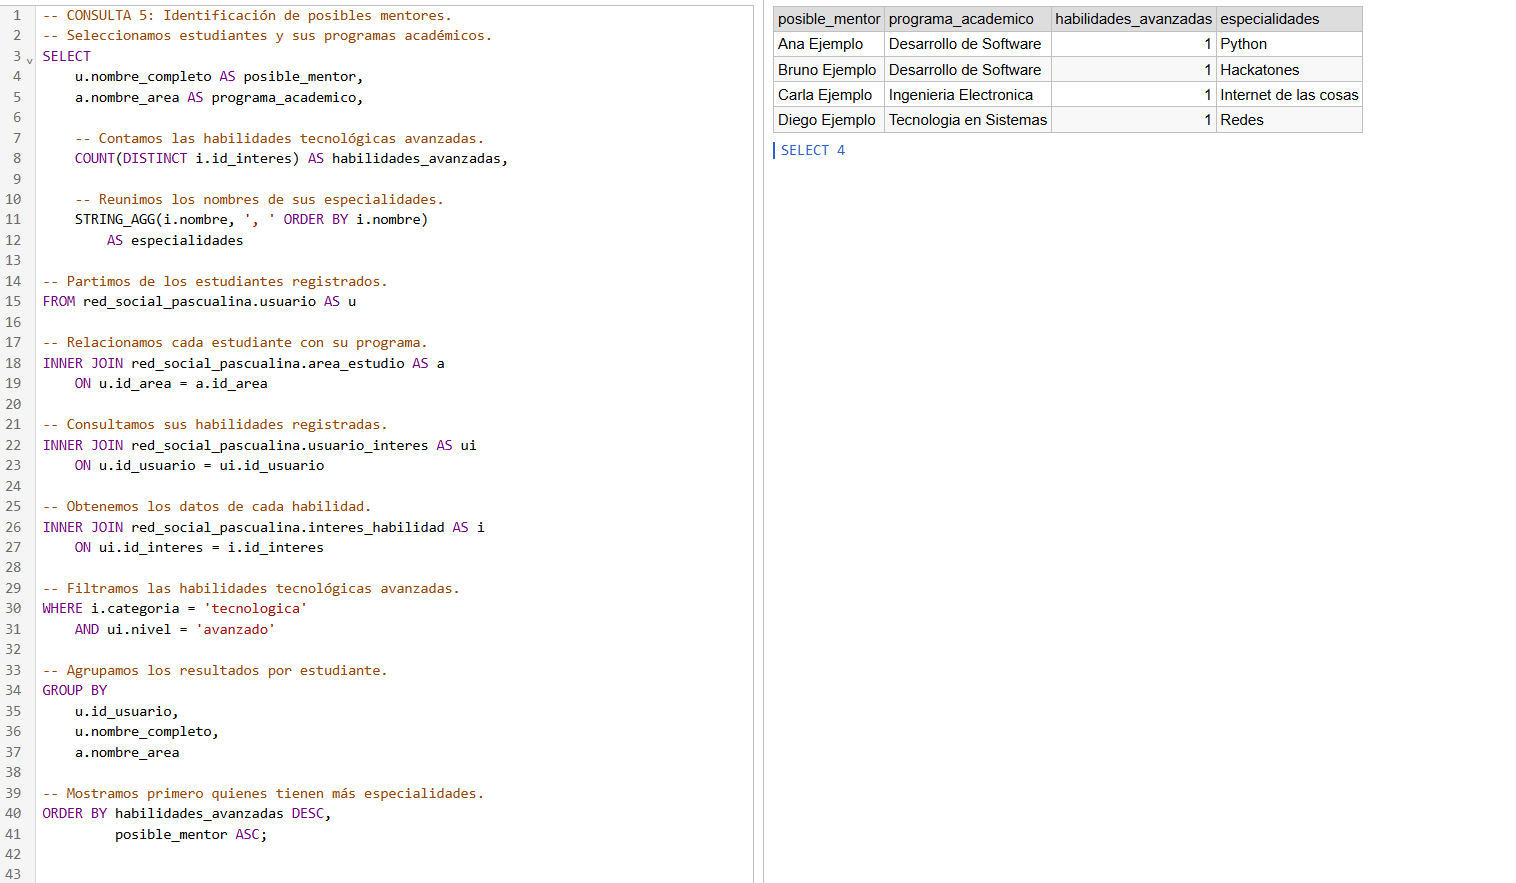 1 -- CONSULTA 5: Identificación de posibles mentores.
2 -- Seleccionamos estudiantes y sus programas académicos.
3 SELECT
4     u.nombre_completo AS posible_mentor,
5     a.nombre_area AS programa_academico,
6
7     -- Contamos las habilidades tecnológicas avanzadas.
8     COUNT(DISTINCT i.id_interes) AS habilidades_avanzadas,
9
10     -- Reunimos los nombres de sus especialidades.
11     STRING_AGG(i.nombre, ', ' ORDER BY i.nombre)
12         AS especialidades
13
14 -- Partimos de los estudiantes registrados.
15 FROM red_social_pascualina.usuario AS u
16
17 -- Relacionamos cada estudiante con su programa.
18 INNER JOIN red_social_pascualina.area_estudio AS a
19     ON u.id_area = a.id_area
20
21 -- Consultamos sus habilidades registradas.
22 INNER JOIN red_social_pascualina.usuario_interes AS ui
23     ON u.id_usuario = ui.id_usuario
24
25 -- Obtenemos los datos de cada habilidad.
26 INNER JOIN red_social_pascualina.interes_habilidad AS i
27     ON ui.id_interes = i.id_interes
28
29 -- Filtramos las habilidades tecnológicas avanzadas.
30 WHERE i.categoria = 'tecnologica'
31     AND ui.nivel = 'avanzado'
32
33 -- Agrupamos los resultados por estudiante.
34 GROUP BY
35     u.id_usuario,
36     u.nombre_completo,
37     a.nombre_area
38
39 -- Mostramos primero quienes tienen más especialidades.
40 ORDER BY habilidades_avanzadas DESC,
41          posible_mentor ASC;
42
43
posible_mentor programa_academico habilidades_avanzadas especialidades
Ana Ejemplo Desarrollo de Software 1 Python
Bruno Ejemplo Desarrollo de Software 1 Hackatones
Carla Ejemplo Ingenieria Electronica 1 Internet de las cosas
Diego Ejemplo Tecnologia en Sistemas 1 Redes
SELECT 4